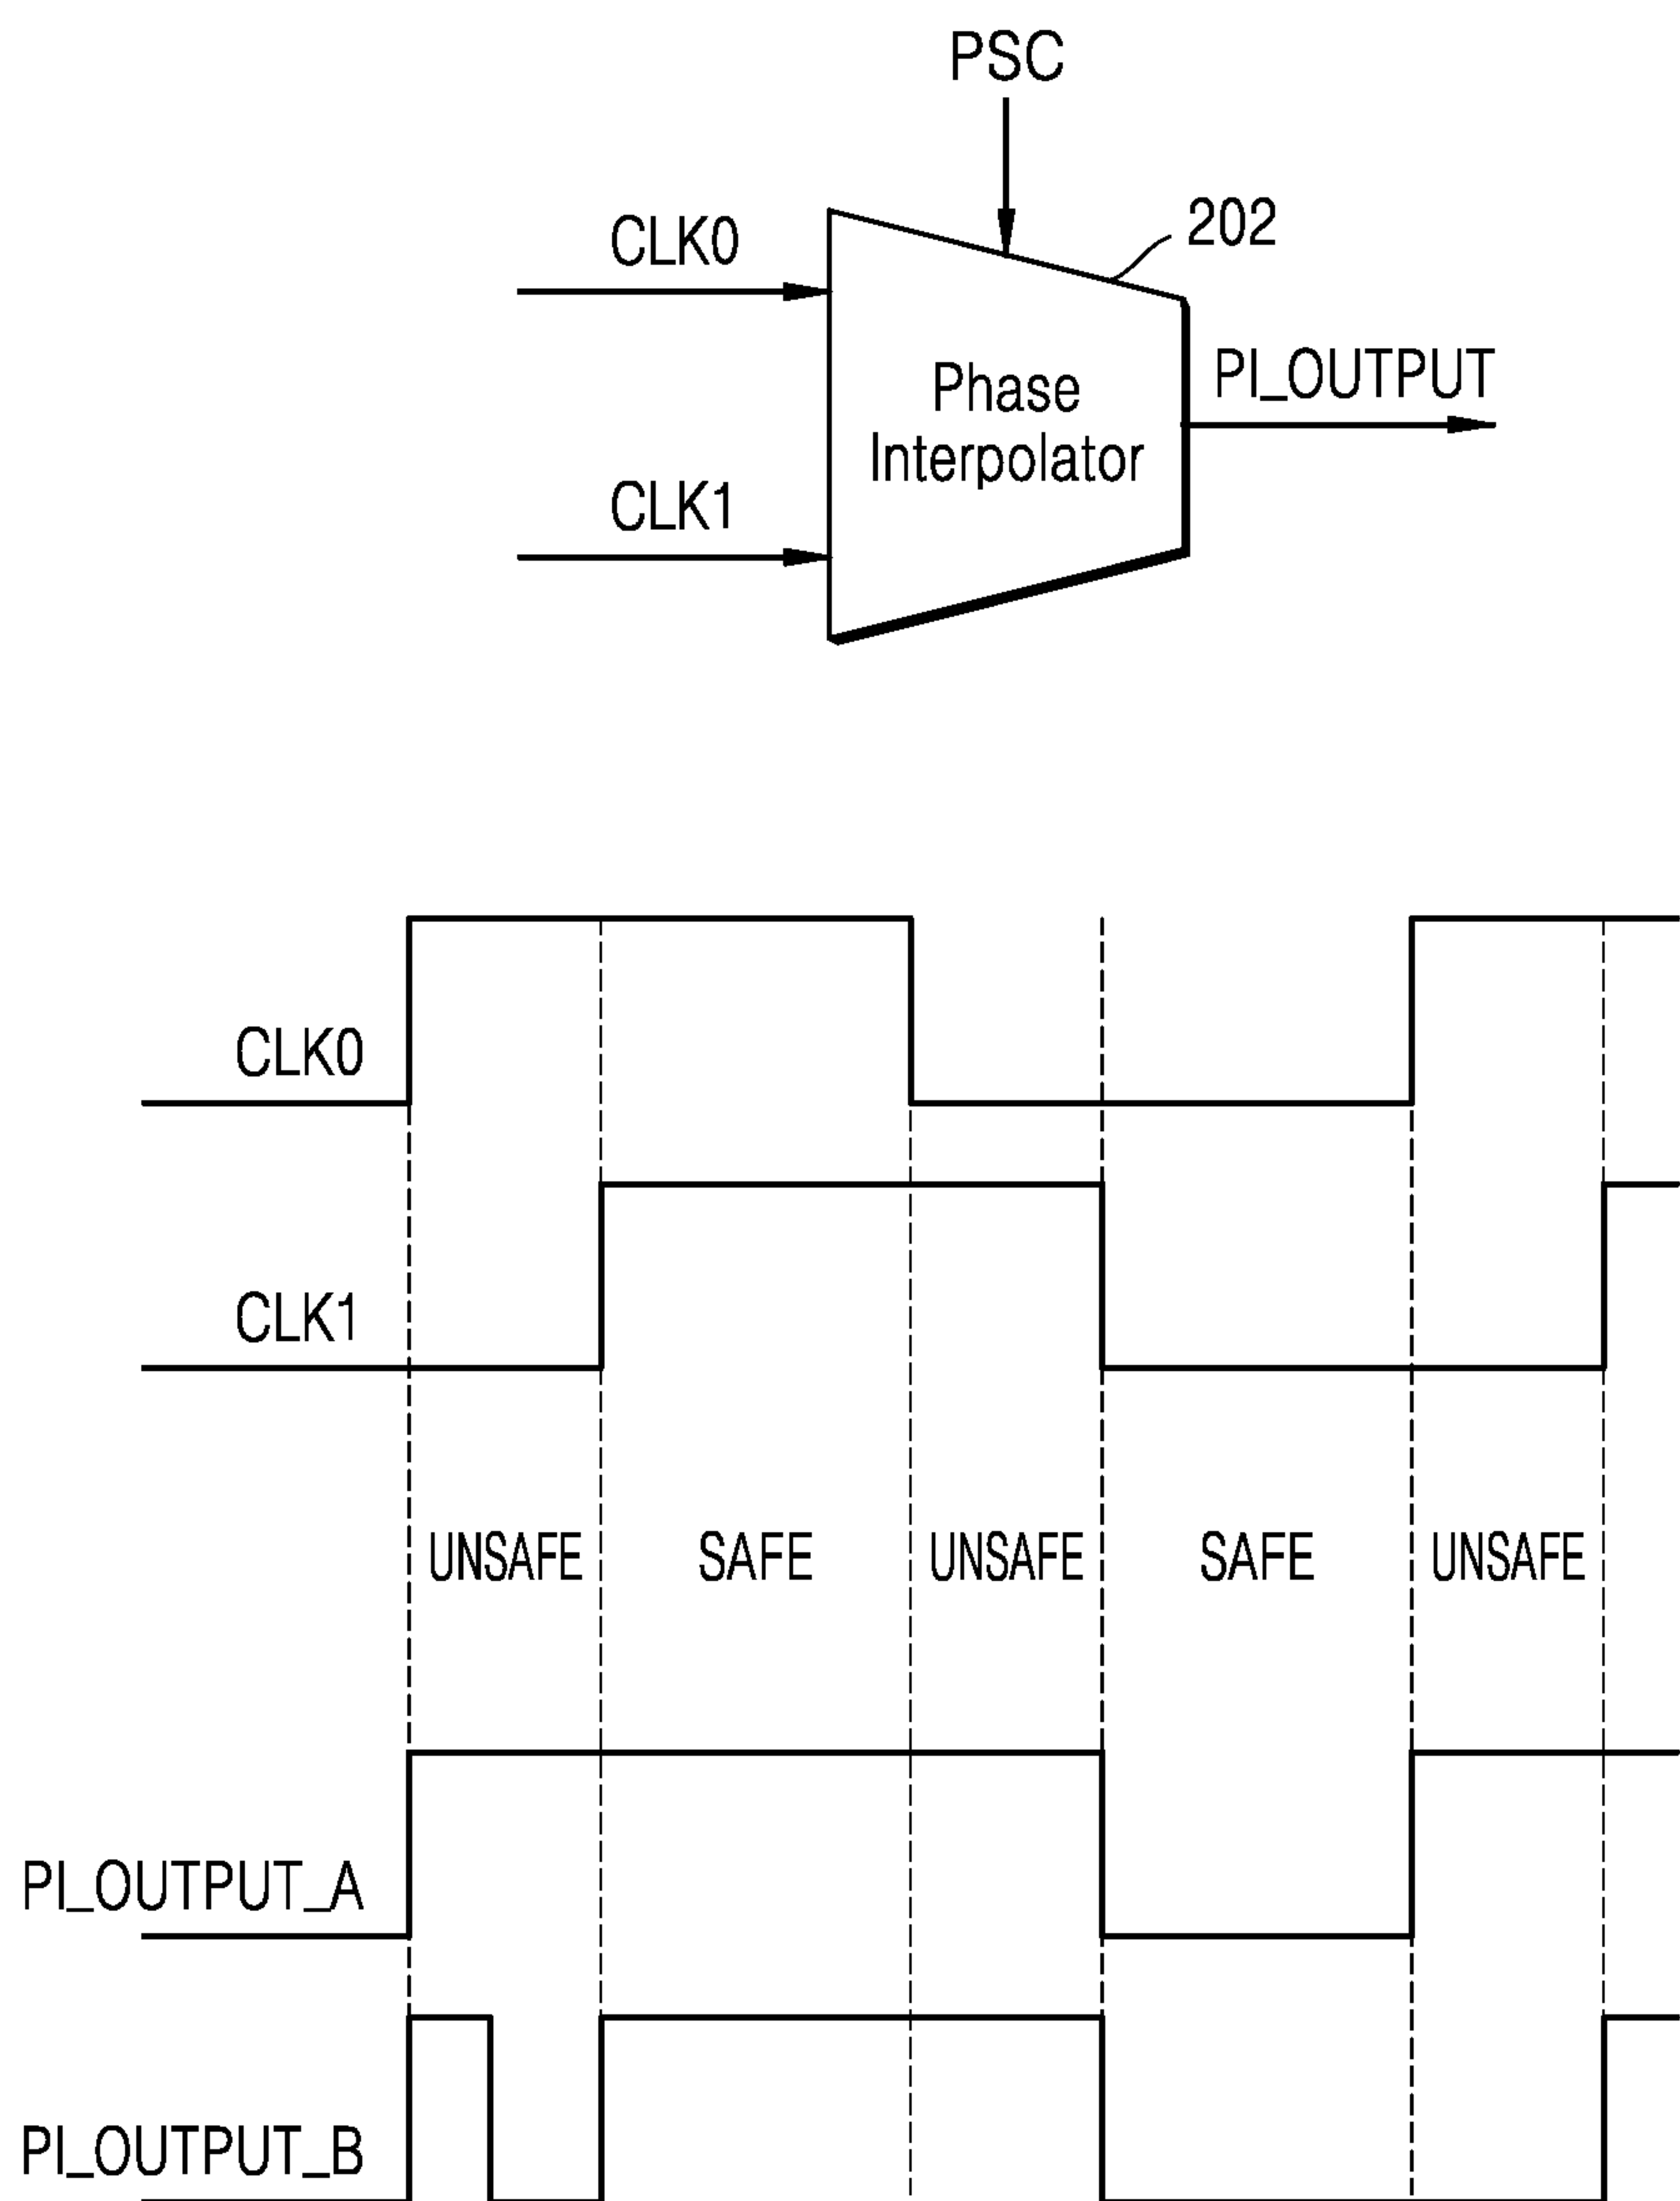 PSC
CLK0
202
Phase
Interpolator
PI_OUTPUT
CLK1
CLK0
CLK1
UNSAFE SAFE UNSAFE SAFE UNSAFE
PI_OUTPUT_A
PI_OUTPUT_B